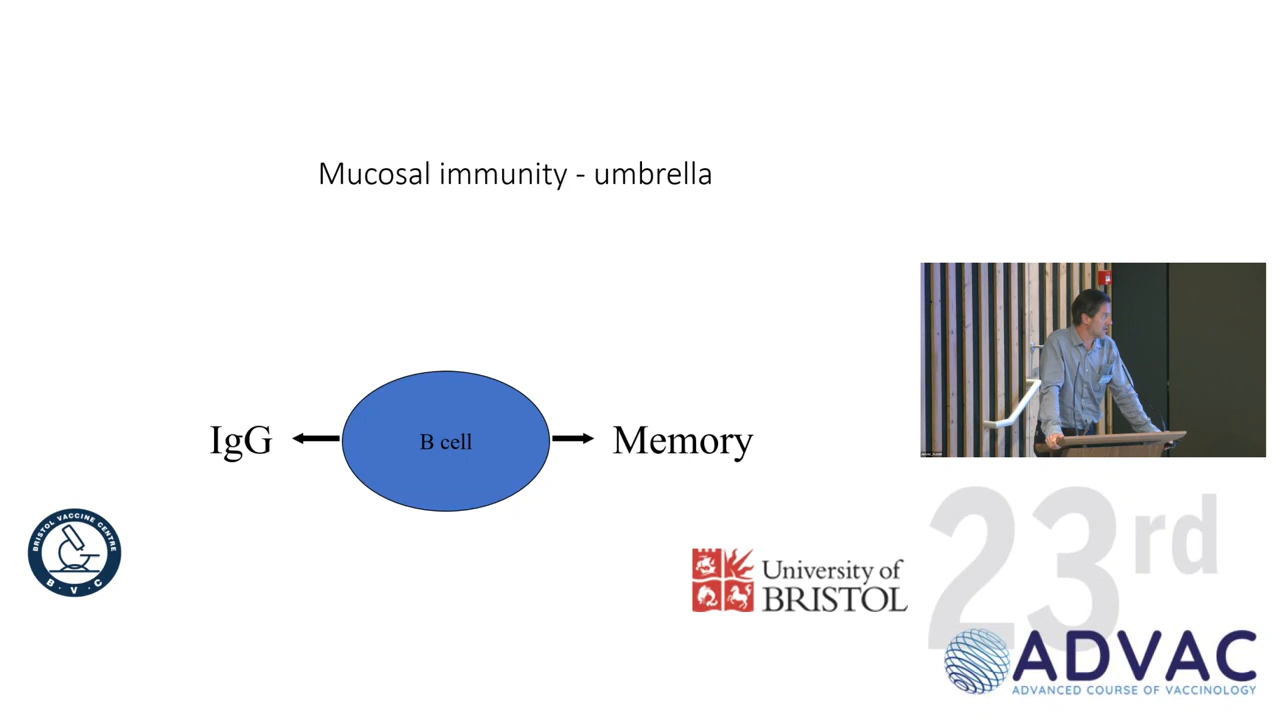 Mucosal immunity - umbrella
IgG
B cell
Memory
BRISTOL VACCINE CENTRE
B · V · C
University of
BRISTOL
23rd
ADVAC
ADVANCED COURSE OF VACCINOLOGY